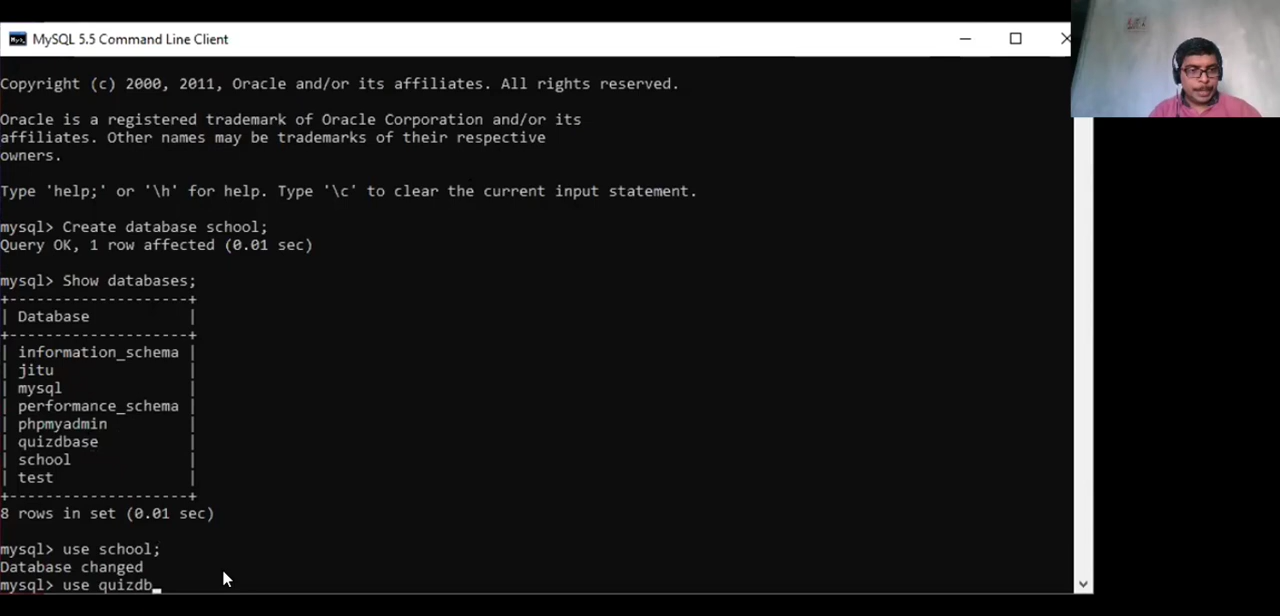 MySQL 5.5 Command Line Client
Copyright (c) 2000, 2011, Oracle and/or its affiliates. All rights reserved.
Oracle is a registered trademark of Oracle Corporation and/or its
affiliates. Other names may be trademarks of their respective
owners.
Type 'help;' or '\h' for help. Type '\c' to clear the current input statement.
mysql> Create database school;
Query OK, 1 row affected (0.01 sec)
mysql> Show databases;
+--------------------+
| Database           |
+--------------------+
| information_schema |
| jitu               |
| mysql              |
| performance_schema |
| phpmyadmin         |
| quizdbase          |
| school             |
| test               |
+--------------------+
8 rows in set (0.01 sec)
mysql> use school;
Database changed
mysql> use quizdb_